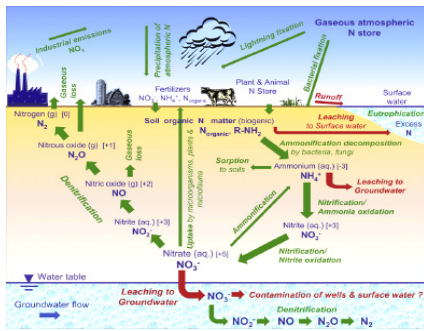 Gaseous atmospheric
N store
Industrial emissions
NOₓ
Precipitation of
atmospheric N
Lightning fixation
Bacterial fixation
Gaseous
loss
Fertilizers
NO₃⁻ NH₄⁺, N organic
Plant & Animal
N Store
Runoff
Surface
water
Nitrogen (g) [0]
N₂
Soil organic N matter (biogenic)
N organic R-NH₂
Leaching
to Surface water
Eutrophication
Excess
N
Nitrous oxide (g) [+1]
N₂O
Gaseous
loss
Uptake by microorganisms, plants &
microfauna
Ammonification decomposition
by bacteria, fungi
Sorption
to soils
Ammonium (aq.) [-3]
NH₄⁺
Leaching to
Groundwater
Nitric oxide (g) [+2]
NO
Denitrification
Ammonification
Nitrification/
Ammonia oxidation
Nitrite (aq.) [+3]
NO₂⁻
Nitrite (aq.) [+3]
NO₂⁻
Nitrate (aq.) [+5]
NO₃⁻
Nitrification/
Nitrite oxidation
Water table
Leaching to
Groundwater
NO₃⁻
Contamination of wells & surface water ?
Groundwater flow
Denitrification
NO₂⁻ NO N₂O N₂